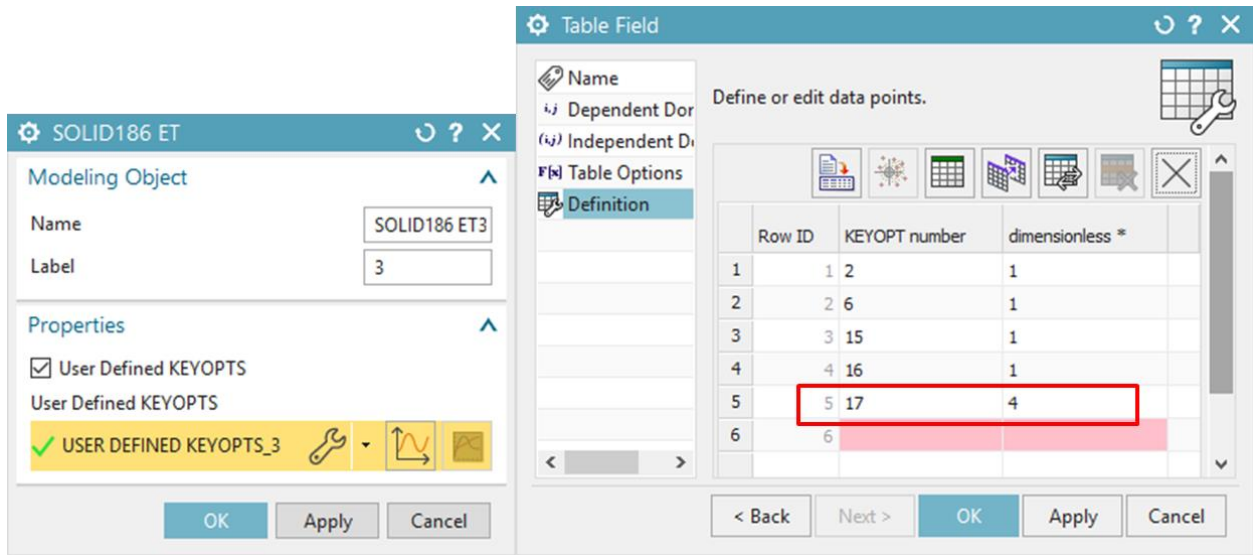 SOLID186 ET
Modeling Object
Name SOLID186 ET3
Label 3
Properties
User Defined KEYOPTS
User Defined KEYOPTS
USER DEFINED KEYOPTS_3
OK Apply Cancel
Table Field
Name
i,j Dependent Dor
(i,j) Independent D
F[x] Table Options
Definition
Define or edit data points.
Row ID KEYOPT number dimensionless *
1 1 2 1
2 2 6 1
3 3 15 1
4 4 16 1
5 5 17 4
6 6
< Back Next > OK Apply Cancel